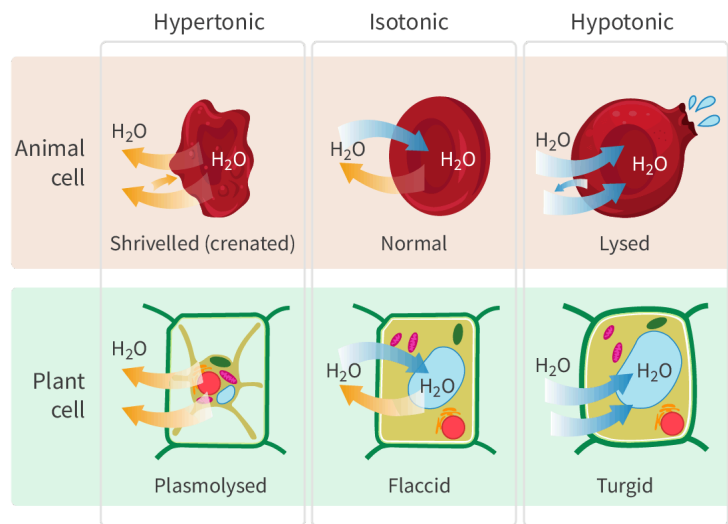 Hypertonic
Isotonic
Hypotonic
Animal
cell
H₂O
H₂O
Shrivelled (crenated)
H₂O
H₂O
Normal
H₂O
H₂O
Lysed
Plant
cell
H₂O
Plasmolysed
H₂O
H₂O
Flaccid
H₂O
H₂O
Turgid